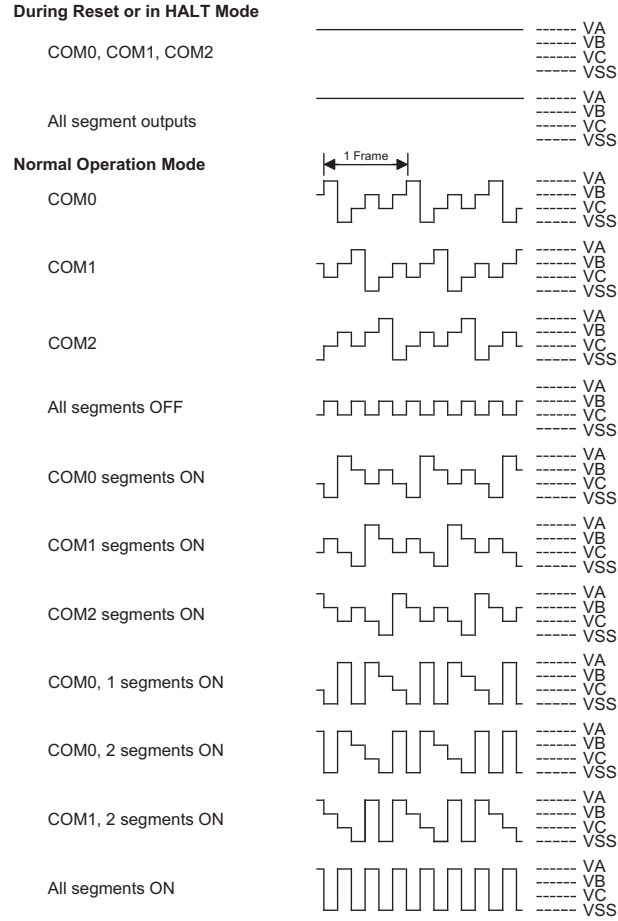 During Reset or in HALT Mode
COM0, COM1, COM2
VA
VB
VC
VSS
All segment outputs
VA
VB
VC
VSS
Normal Operation Mode
1 Frame
COM0
VA
VB
VC
VSS
COM1
VA
VB
VC
VSS
COM2
VA
VB
VC
VSS
All segments OFF
VA
VB
VC
VSS
COM0 segments ON
VA
VB
VC
VSS
COM1 segments ON
VA
VB
VC
VSS
COM2 segments ON
VA
VB
VC
VSS
COM0, 1 segments ON
VA
VB
VC
VSS
COM0, 2 segments ON
VA
VB
VC
VSS
COM1, 2 segments ON
VA
VB
VC
VSS
All segments ON
VA
VB
VC
VSS